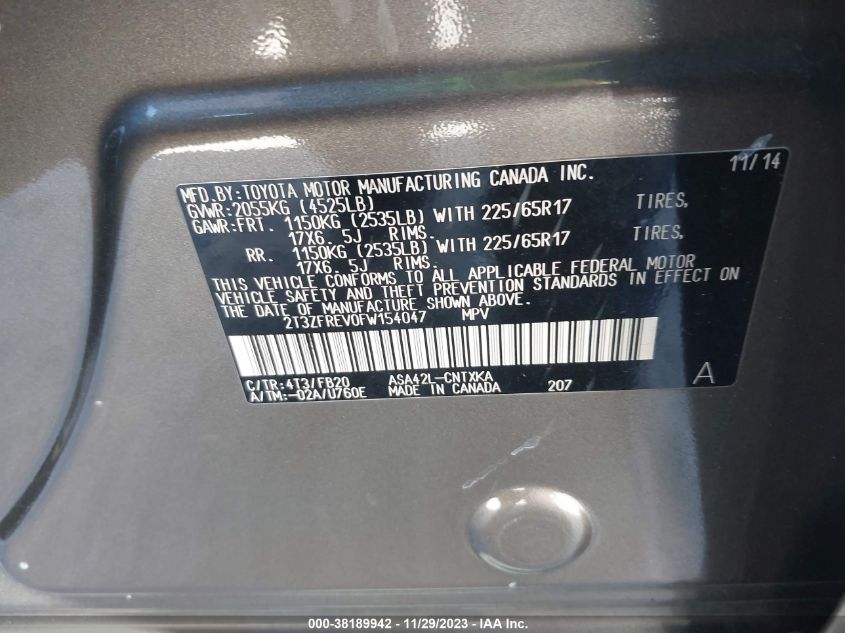 MFD.BY:TOYOTA MOTOR MANUFACTURING CANADA INC. 11/14
GVWR:2055KG (4525LB)
GAWR:FRT. 1150KG (2535LB) WITH 225/65R17 TIRES,
17X6.5J RIMS.
RR. 1150KG (2535LB) WITH 225/65R17 TIRES,
17X6.5J RIMS.
THIS VEHICLE CONFORMS TO ALL APPLICABLE FEDERAL MOTOR
VEHICLE SAFETY AND THEFT PREVENTION STANDARDS IN EFFECT ON
THE DATE OF MANUFACTURE SHOWN ABOVE.
2T3ZFREV0FW154047 MPV
C/TR:4T3/FB20 ASA42L-CNTXKA 207 A
A/TM:-02A/U760E MADE IN CANADA
000-38189942 - 11/29/2023 - © IAA Inc.